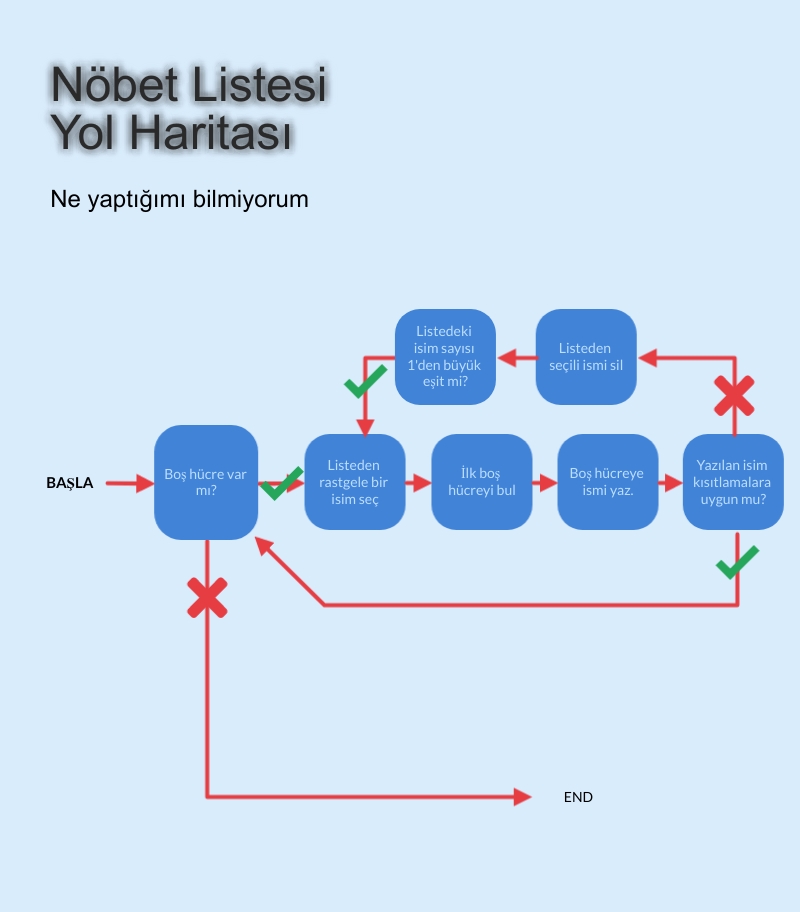 Nöbet Listesi
Yol Haritası
Ne yaptığımı bilmiyorum
Listedeki
isim sayısı
1'den büyük
eşit mi?
Listeden
seçili ismi sil
BAŞLA
Boş hücre var
mı?
Listeden
rastgele bir
isim seç
İlk boş
hücreyi bul
Boş hücreye
ismi yaz.
Yazılan isim
kısıtlamalara
uygun mu?
END